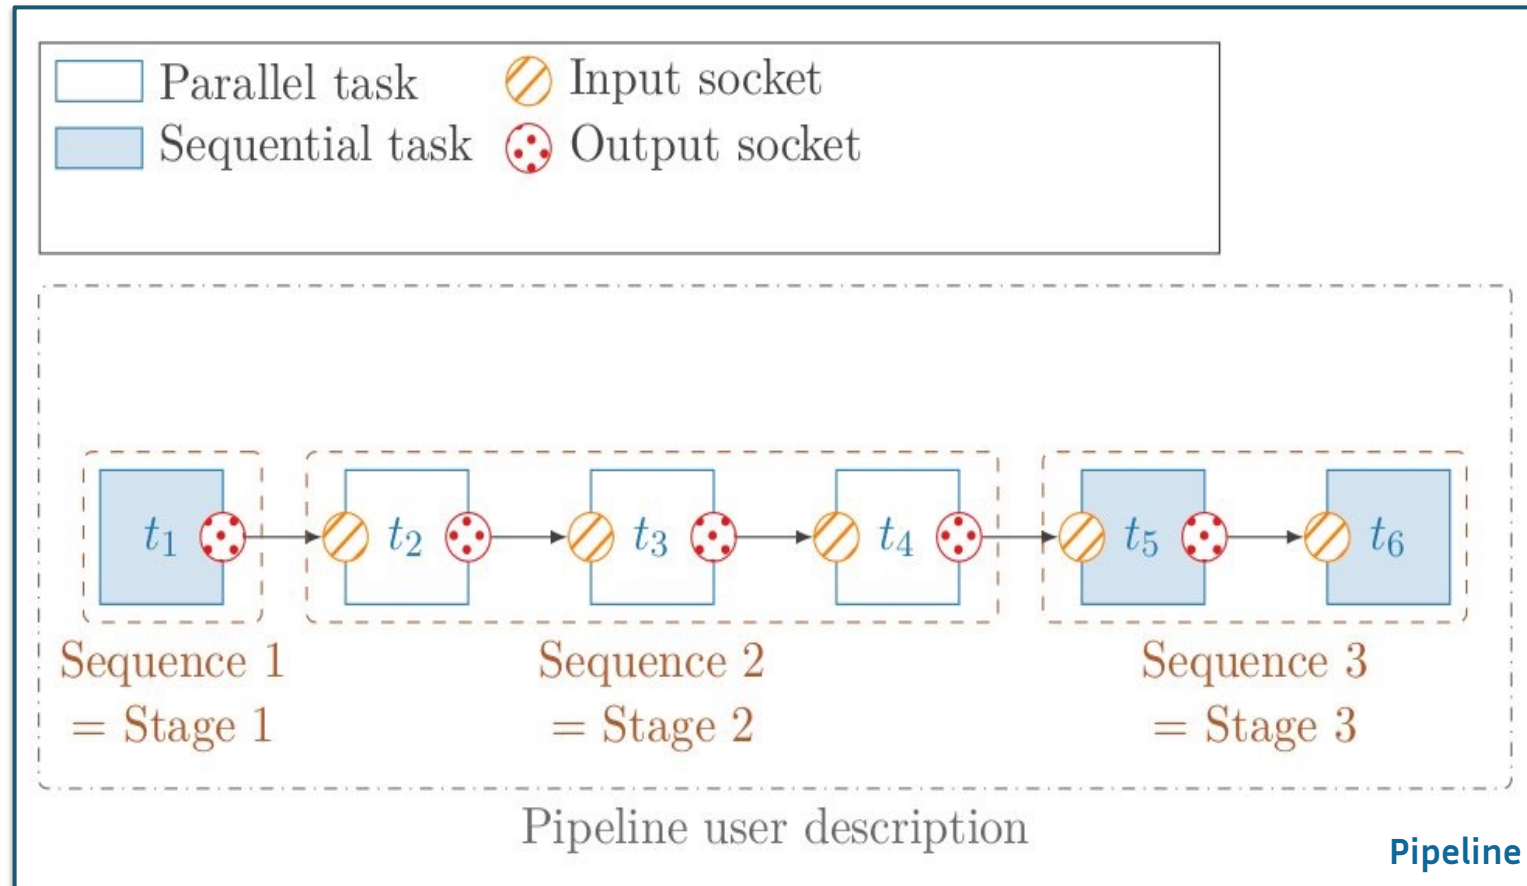 Parallel task
Input socket
Sequential task
Output socket
t₁
t₂
t₃
t₄
t₅
t₆
Sequence 1
= Stage 1
Sequence 2
= Stage 2
Sequence 3
= Stage 3
Pipeline user description
Pipeline